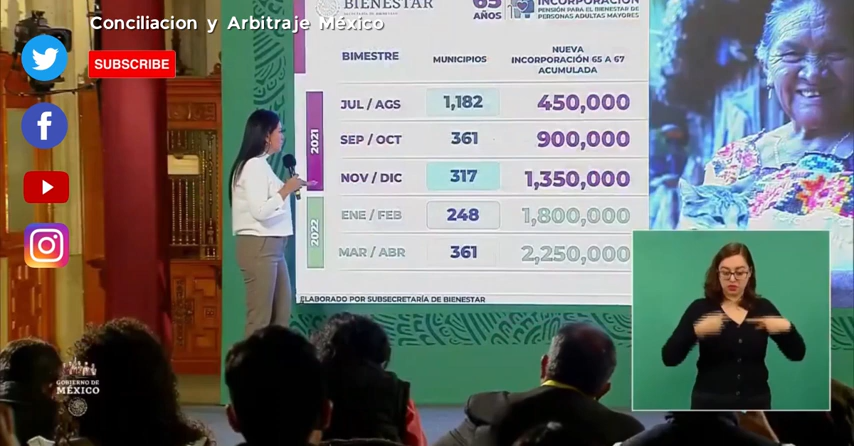 Conciliacion y Arbitraje México
SUBSCRIBE
BIENESTAR
65 AÑOS
INCORPORACIÓN
PENSIÓN PARA EL BIENESTAR DE
PERSONAS ADULTAS MAYORES
BIMESTRE MUNICIPIOS NUEVA
INCORPORACIÓN 65 A 67
ACUMULADA
2021
JUL / AGS 1,182 450,000
SEP / OCT 361 900,000
NOV / DIC 317 1,350,000
2022
ENE / FEB 248 1,800,000
MAR / ABR 361 2,250,000
ELABORADO POR SUBSECRETARÍA DE BIENESTAR
GOBIERNO DE
MÉXICO